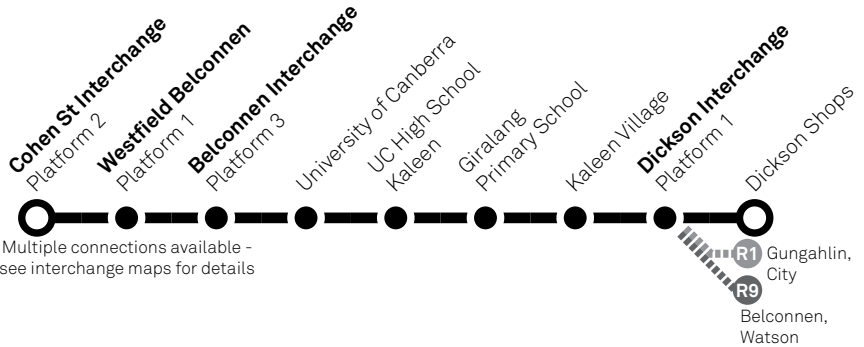 Cohen St Interchange
Platform 2
Westfield Belconnen
Platform 1
Belconnen Interchange
Platform 3
University of Canberra
UC High School
Kaleen
Giralang
Primary School
Kaleen Village
Dickson Interchange
Platform 1
Dickson Shops
Multiple connections available -
see interchange maps for details
R1 Gungahlin,
City
R9
Belconnen,
Watson